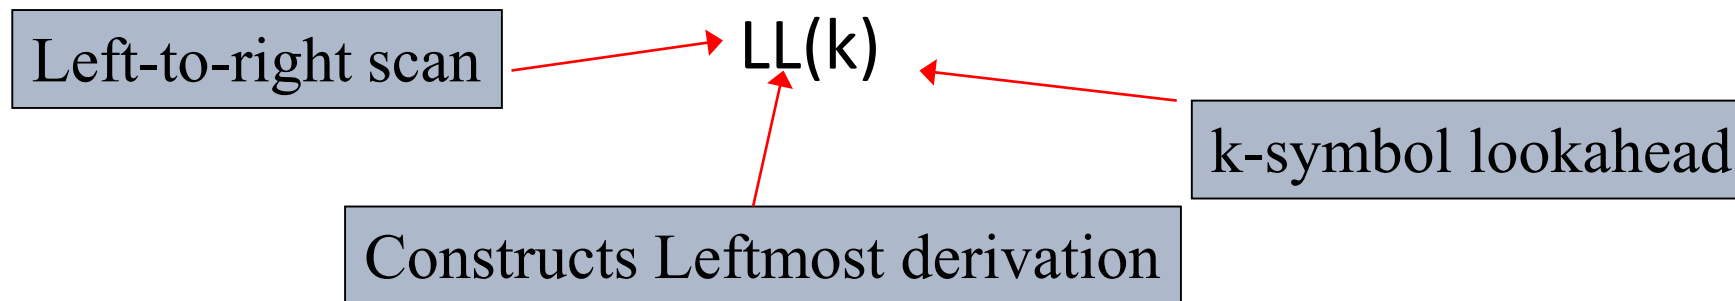 LL(k)
Left-to-right scan
k-symbol lookahead
Constructs Leftmost derivation